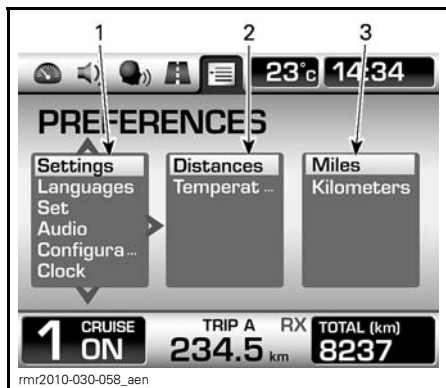 1 2 3
23°c 14:34
PREFERENCES
Settings Distances Miles
Languages Temperat ... Kilometers
Set
Audio
Configura ...
Clock
1 CRUISE ON TRIP A 234.5 km RX TOTAL (km) 8237
rmr2010-030-058_aen